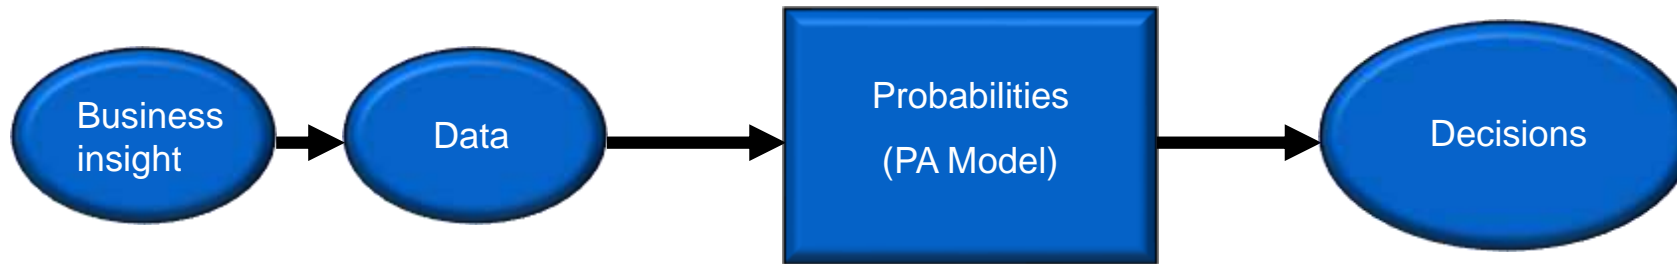 Business
insight
Data
Probabilities
(PA Model)
Decisions